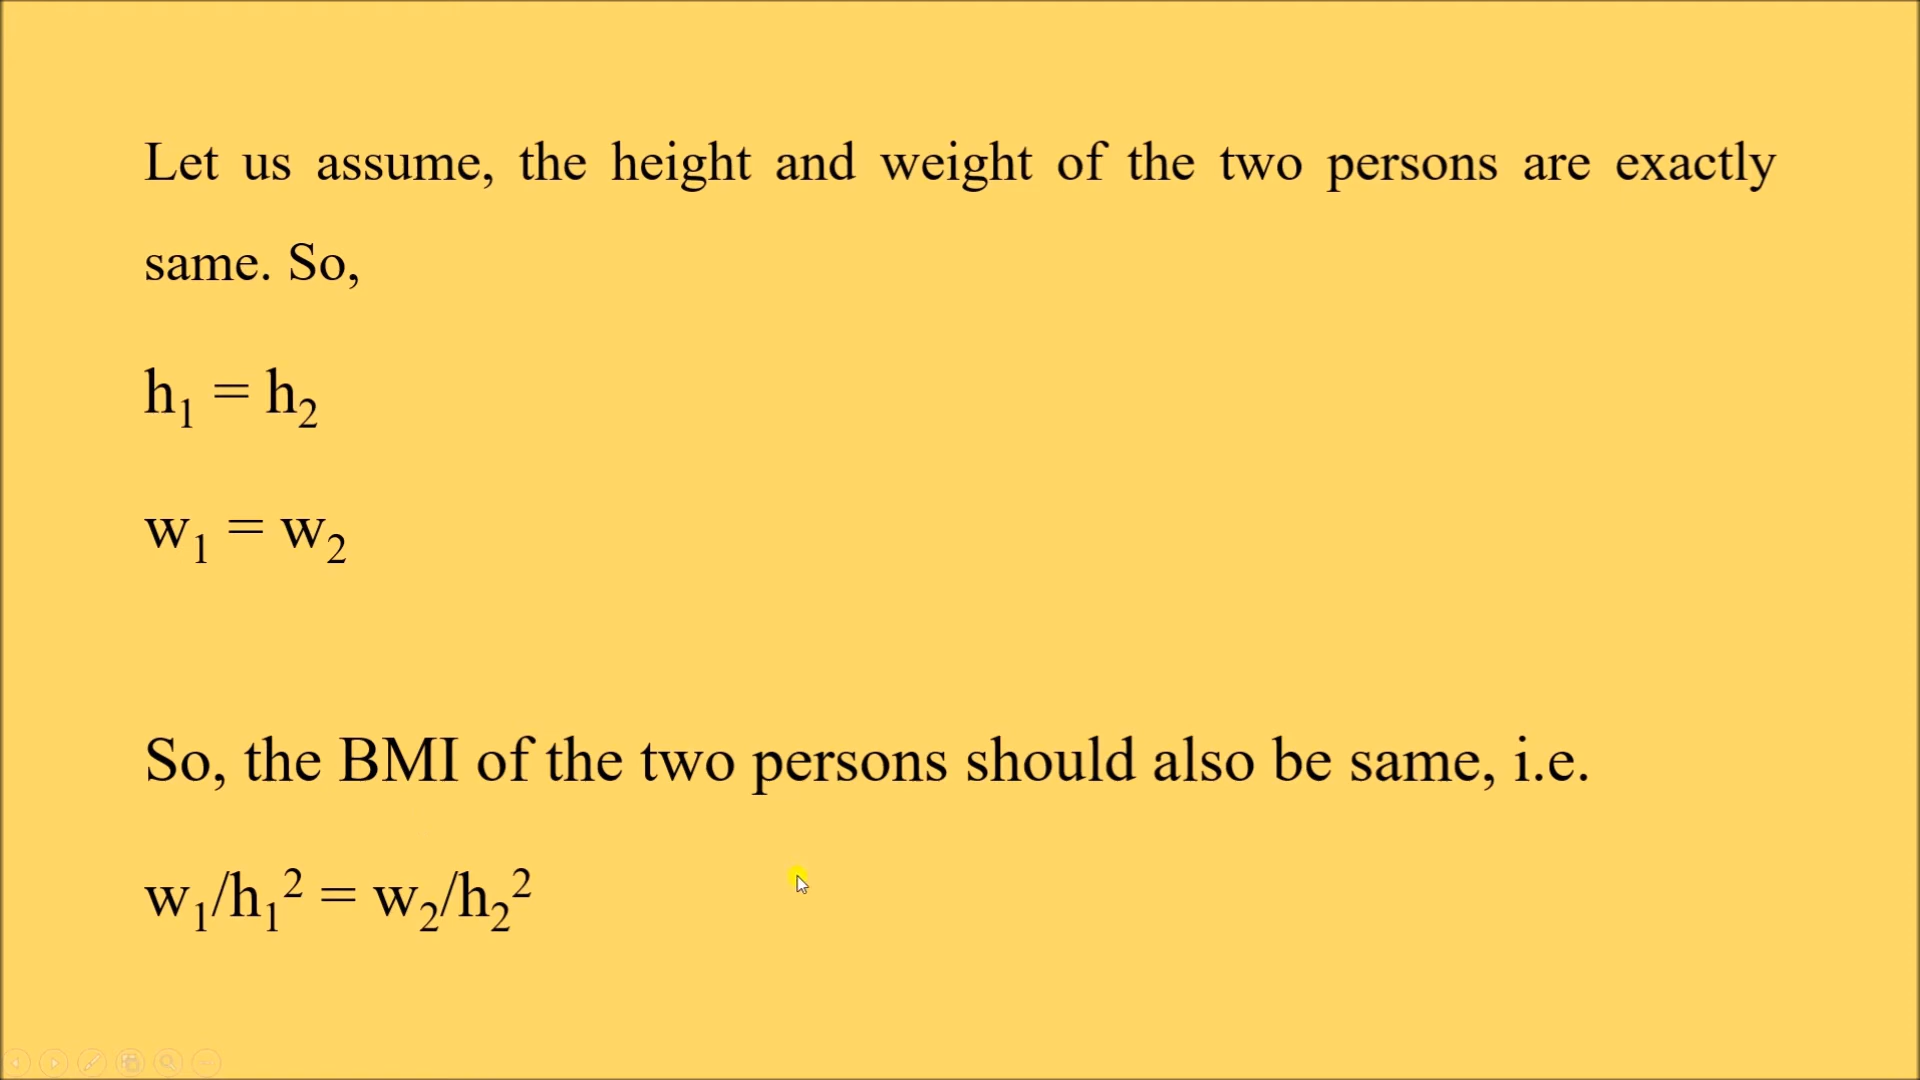 Let us assume, the height and weight of the two persons are exactly
same. So,
h₁ = h₂
w₁ = w₂
So, the BMI of the two persons should also be same, i.e.
w₁/h₁² = w₂/h₂²